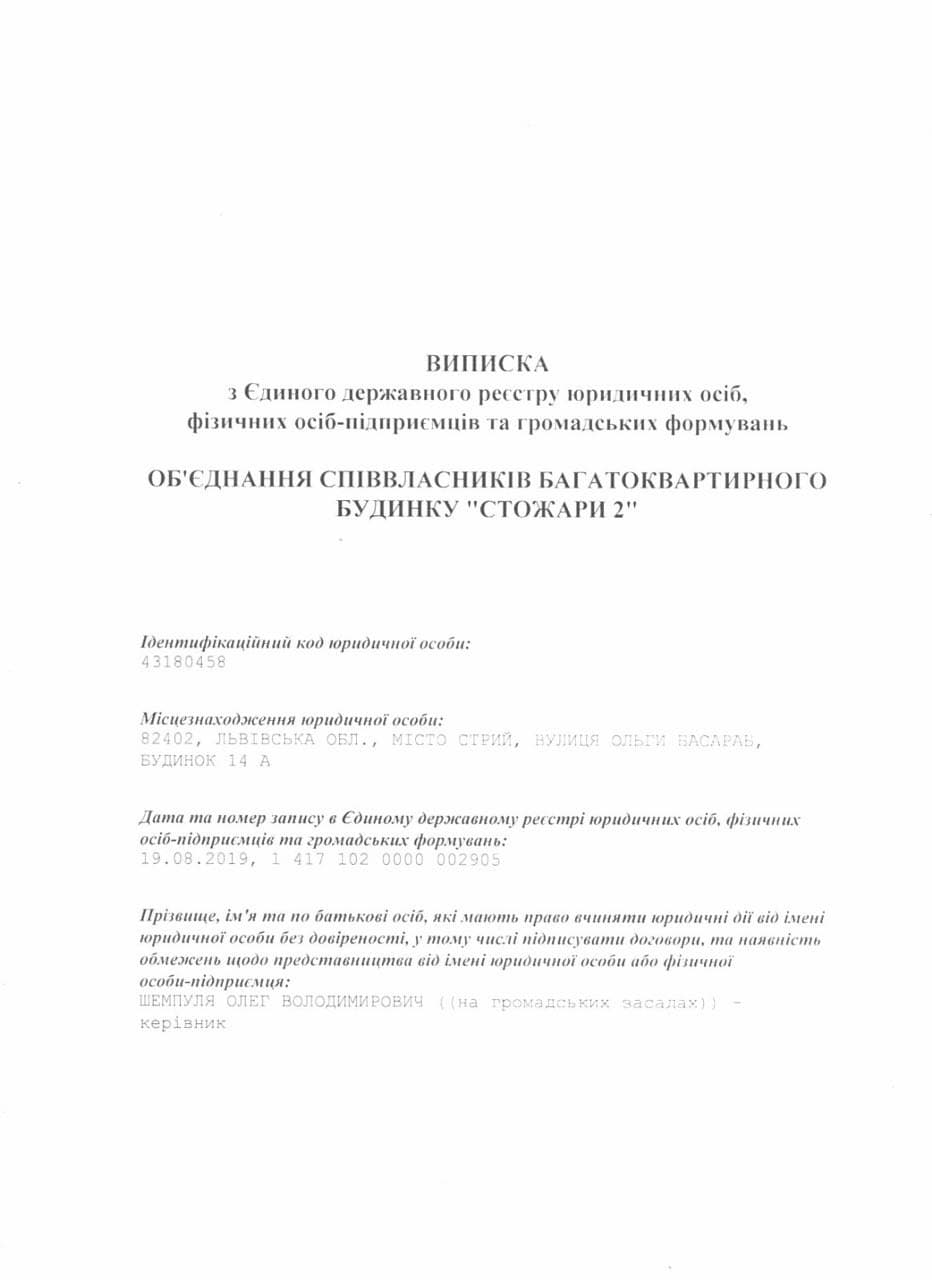 ВИПИСКА
з Єдиного державного реєстру юридичних осіб,
фізичних осіб-підприємців та громадських формувань
ОБ'ЄДНАННЯ СПІВВЛАСНИКІВ БАГАТОКВАРТИРНОГО
БУДИНКУ "СТОЖАРИ 2"
Ідентифікаційний код юридичної особи:
43180458
Місцезнаходження юридичної особи:
82402, ЛЬВІВСЬКА ОБЛ., МІСТО СТРИЙ, ВУЛИЦЯ ОЛЬГИ БАСАРАБ,
БУДИНОК 14 А
Дата та номер запису в Єдиному державному реєстрі юридичних осіб, фізичних
осіб-підприємців та громадських формувань:
19.08.2019, 1 417 102 0000 002905
Прізвище, ім'я та по батькові осіб, які мають право вчиняти юридичні дії від імені
юридичної особи без довіреності, у тому числі підписувати договори, та наявність
обмежень щодо представництва від імені юридичної особи або фізичної
особи-підприємця:
ШЕМПУЛЯ ОЛЕГ ВОЛОДИМИРОВИЧ ((на громадських засалах)) -
керівник